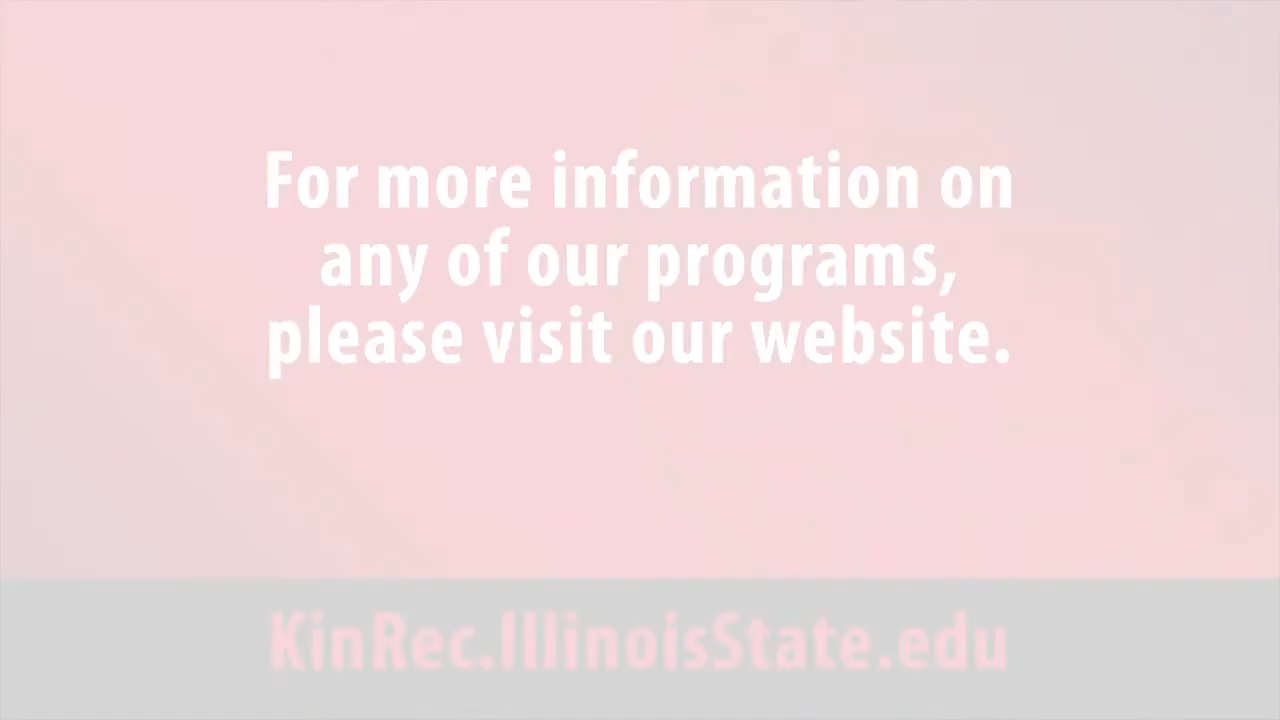 For more information on
any of our programs,
please visit our website.
KinRec.IllinoisState.edu